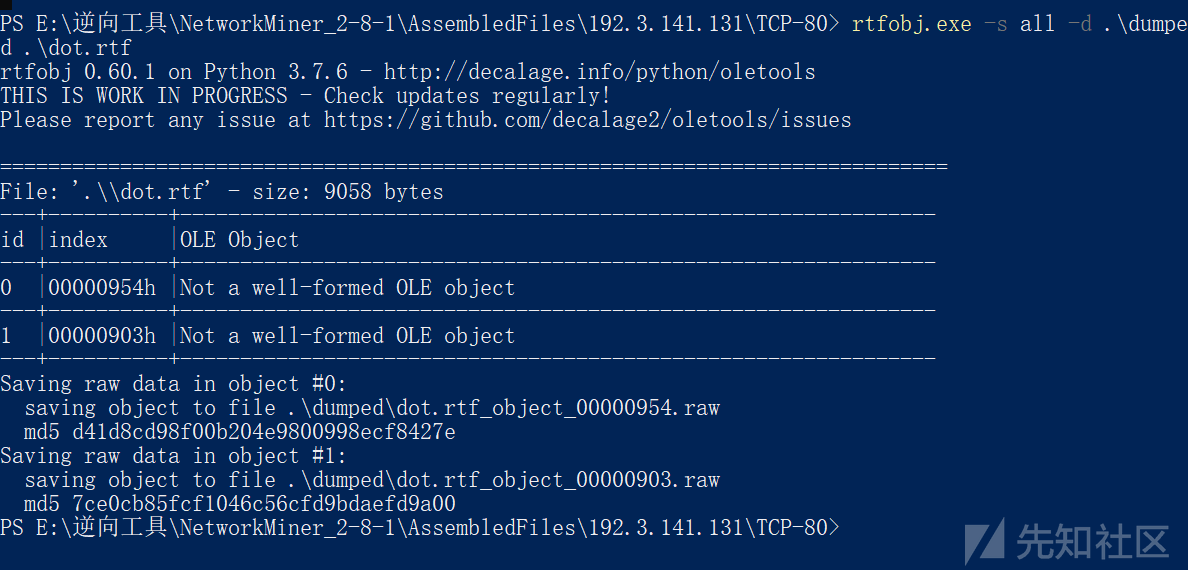 PS E:\逆向工具\NetworkMiner_2-8-1\AssembledFiles\192.3.141.131\TCP-80> rtfobj.exe -s all -d .\dumpe
d .\dot.rtf
rtfobj 0.60.1 on Python 3.7.6 - http://decalage.info/python/oletools
THIS IS WORK IN PROGRESS - Check updates regularly!
Please report any issue at https://github.com/decalage2/oletools/issues
===============================================================================
File: '.\\dot.rtf' - size: 9058 bytes
---+----------+---------------------------------------------------------------
id |index     |OLE Object
---+----------+---------------------------------------------------------------
0  |00000954h |Not a well-formed OLE object
---+----------+---------------------------------------------------------------
1  |00000903h |Not a well-formed OLE object
---+----------+---------------------------------------------------------------
Saving raw data in object #0:
  saving object to file .\dumped\dot.rtf_object_00000954.raw
  md5 d41d8cd98f00b204e9800998ecf8427e
Saving raw data in object #1:
  saving object to file .\dumped\dot.rtf_object_00000903.raw
  md5 7ce0cb85fcf1046c56cfd9bdaefd9a00
PS E:\逆向工具\NetworkMiner_2-8-1\AssembledFiles\192.3.141.131\TCP-80>
先知社区